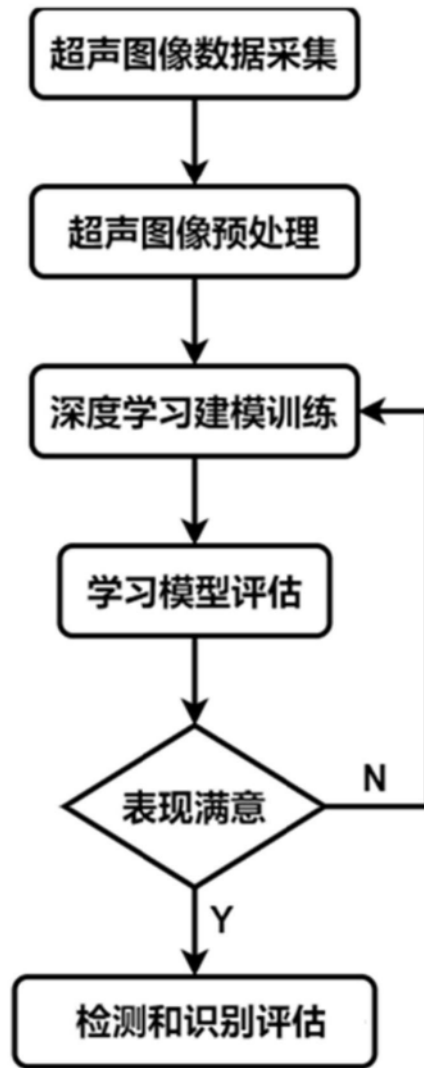 超声图像数据采集
超声图像预处理
深度学习建模训练
学习模型评估
表现满意
N
Y
检测和识别评估